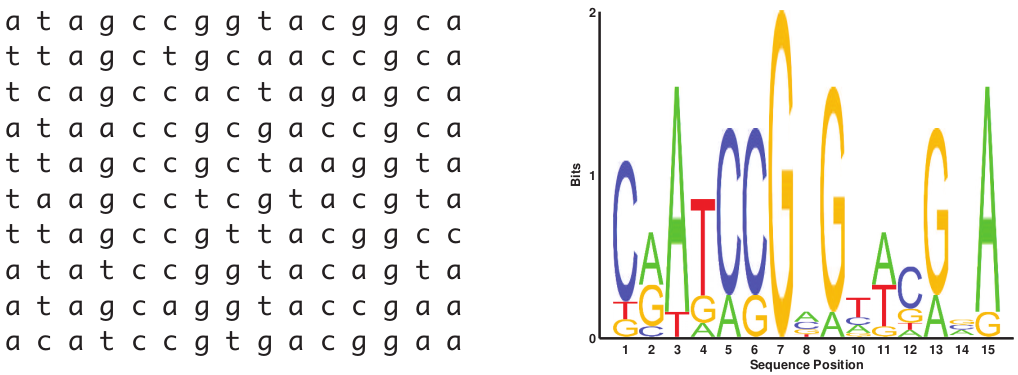 a t a g c c g g t a c g g c a
t t a g c t g c a a c c g c a
t c a g c c a c t a g a g c a
a t a a c c g c g a c c g c a
t t a g c c g c t a a g g t a
t a a g c c t c g t a c g t a
t t a g c c g t t a c g g c c
a t a t c c g g t a c a g t a
a t a g c a g g t a c c g a a
a c a t c c g t g a c g g a a
2
1
0
Bits
C T G
A G C
A T
T G A
C A
C G
G
A C
G A
T C A
A T G
C G
G A
A G
1 2 3 4 5 6 7 8 9 10 11 12 13 14 15
Sequence Position